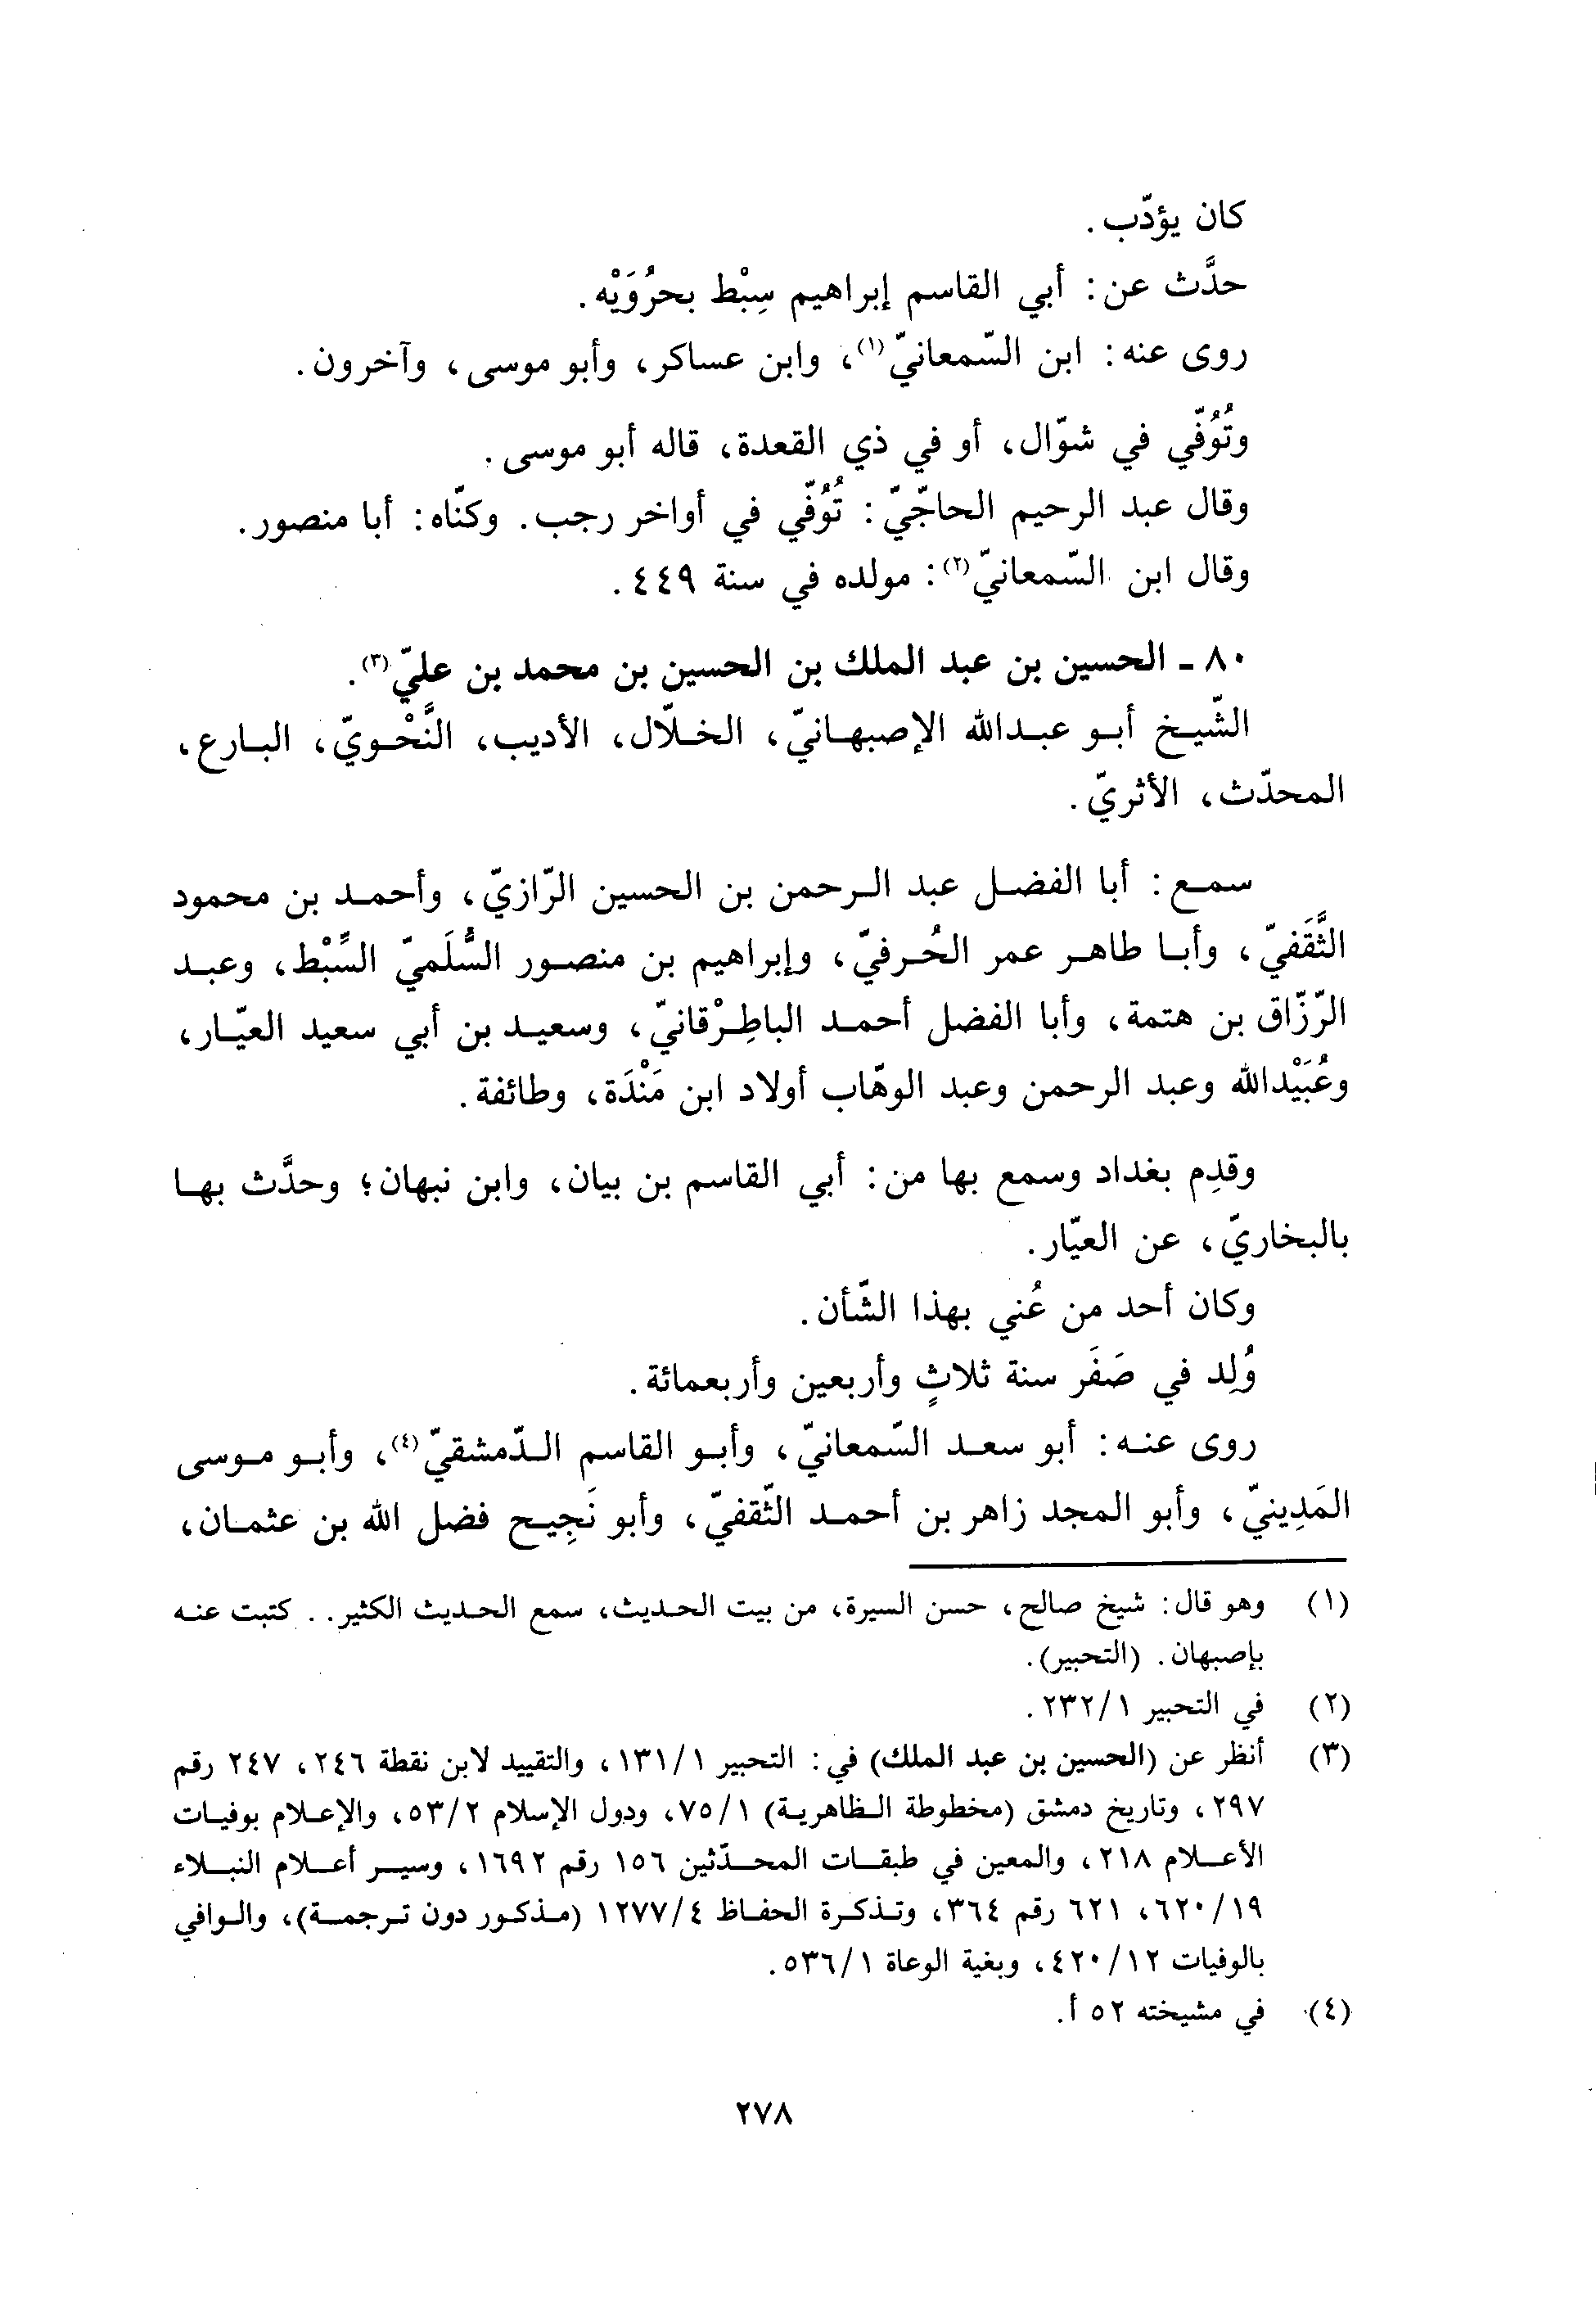 كان يؤدّب.
حدَّث عن: أبي القاسم إبراهيم سِبْط بحرُوَيْه.
روى عنه: ابن السّمعانيّ(١)، وابن عساكر، وأبو موسى، وآخرون.
وتُوُفّي في شوّال، أو في ذي القعدة، قاله أبو موسى.
وقال عبد الرحيم الحاجّيّ: تُوُفّي في أواخر رجب. وكنّاه: أبا منصور.
وقال ابن السّمعانيّ(٢): مولده في سنة ٤٤٩.
٨٠ - الحسين بن عبد الملك بن الحسين بن محمد بن عليّ(٣).
الشّيخ أبو عبدالله الإصبهانيّ، الخلّال، الأديب، النَّحْويّ، البارع،
المحدّث، الأثريّ.
سمع: أبا الفضل عبد الرحمن بن الحسين الرّازيّ، وأحمد بن محمود
الثَّقَفيّ، وأبا طاهر عمر الحُرفيّ، وإبراهيم بن منصور السُّلَميّ السِّبْط، وعبد
الرّزّاق بن هتمة، وأبا الفضل أحمد الباطِرْقانيّ، وسعيد بن أبي سعيد العيّار،
وعُبَيْدالله وعبد الرحمن وعبد الوهّاب أولاد ابن مَنْدَة، وطائفة.
وقدِم بغداد وسمع بها من: أبي القاسم بن بيان، وابن نبهان؛ وحدَّث بها
بالبخاريّ، عن العيّار.
وكان أحد من عُني بهذا الشّأن.
وُلِد في صَفَر سنة ثلاثٍ وأربعين وأربعمائة.
روى عنه: أبو سعد السّمعانيّ، وأبو القاسم الدّمشقيّ(٤)، وأبو موسى
المَدِينيّ، وأبو المجد زاهر بن أحمد الثّقفيّ، وأبو نَجِيح فضل الله بن عثمان،
(١) وهو قال: شيخ صالح، حسن السيرة، من بيت الحديث، سمع الحديث الكثير. . كتبت عنه
بإصبهان. (التحبير).
(٢) في التحبير ٢٣٢/١.
(٣) أنظر عن (الحسين بن عبد الملك) في: التحبير ١٣١/١، والتقييد لابن نقطة ٢٤٦، ٢٤٧ رقم
٢٩٧، وتاريخ دمشق (مخطوطة الظاهرية) ٧٥/١، ودول الإسلام ٥٣/٢، والإعلام بوفيات
الأعلام ٢١٨، والمعين في طبقات المحدّثين ١٥٦ رقم ١٦٩٢، وسير أعلام النبلاء
٦٢٠/١٩، ٦٢١ رقم ٣٦٤، وتذكرة الحفاظ ١٢٧٧/٤ (مذكور دون ترجمة)، والوافي
بالوفيات ٤٢٠/١٢، وبغية الوعاة ٥٣٦/١.
(٤) في مشيخته ٥٢ أ.
٢٧٨